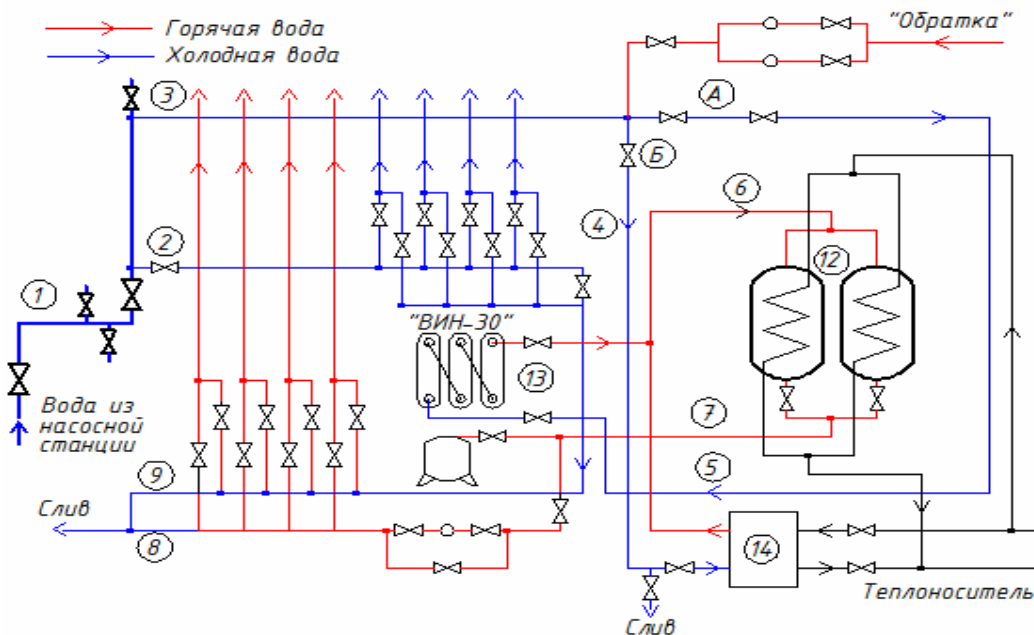 Горячая вода
Холодная вода
"Обратка"
3
А
Б
6
4
2
12
1
"ВИН-30"
13
Вода из
насосной
станции
7
5
9
Слив
8
14
Теплоноситель
Слив